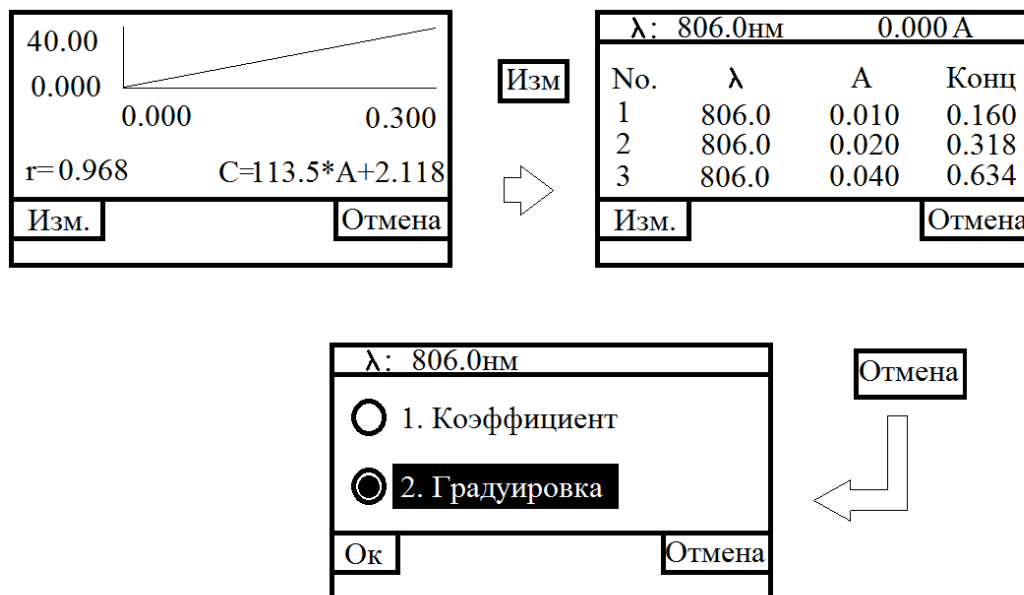 40.00
0.000
0.000 0.300
r=0.968 C=113.5*A+2.118
Изм. Отмена
Изм
λ: 806.0нм 0.000 A
No. λ A Конц
1 806.0 0.010 0.160
2 806.0 0.020 0.318
3 806.0 0.040 0.634
Изм. Отмена
λ: 806.0нм
1. Коэффициент
2. Градуировка
Ок Отмена
Отмена